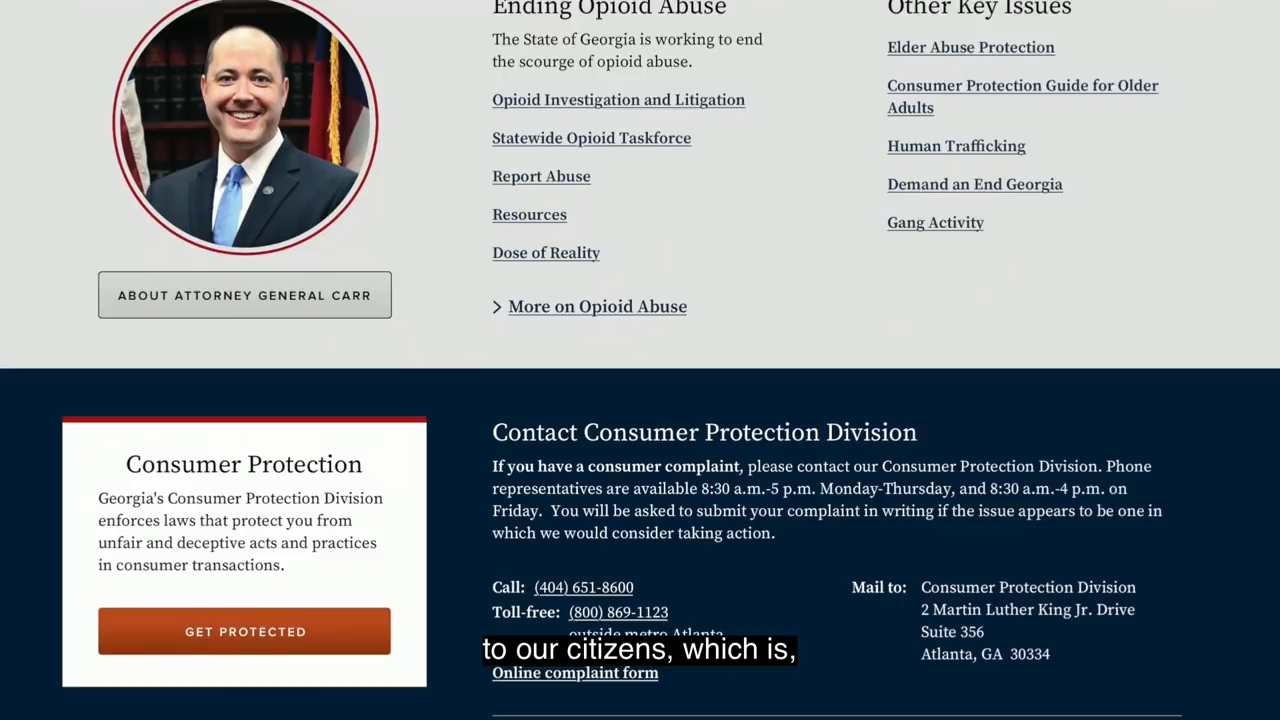 Ending Opioid Abuse
The State of Georgia is working to end
the scourge of opioid abuse.
Opioid Investigation and Litigation
Statewide Opioid Taskforce
Report Abuse
Resources
Dose of Reality
More on Opioid Abuse
Other Key Issues
Elder Abuse Protection
Consumer Protection Guide for Older
Adults
Human Trafficking
Demand an End Georgia
Gang Activity
ABOUT ATTORNEY GENERAL CARR
Consumer Protection
Georgia's Consumer Protection Division
enforces laws that protect you from
unfair and deceptive acts and practices
in consumer transactions.
GET PROTECTED
Contact Consumer Protection Division
If you have a consumer complaint, please contact our Consumer Protection Division. Phone
representatives are available 8:30 a.m.-5 p.m. Monday-Thursday, and 8:30 a.m.-4 p.m. on
Friday. You will be asked to submit your complaint in writing if the issue appears to be one in
which we would consider taking action.
Call: (404) 651-8600
Toll-free: (800) 869-1123
outside metro Atlanta
Online complaint form
Mail to: Consumer Protection Division
2 Martin Luther King Jr. Drive
Suite 356
Atlanta, GA 30334
to our citizens, which is,